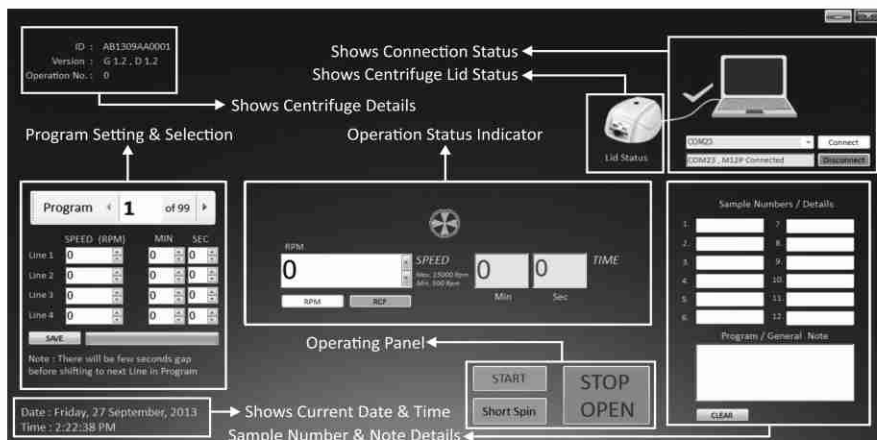 ID : AB1309AA0001
Version : G 1.2 , D 1.2
Operation No. : 0
Shows Centrifuge Details
Shows Connection Status
Shows Centrifuge Lid Status
Lid Status
COM23
Connect
COM23 , M12P Connected
Disconnect
Program Setting & Selection
Operation Status Indicator
Program 1 of 99
SPEED (RPM) MIN SEC
Line 1 0 0 0
Line 2 0 0 0
Line 3 0 0 0
Line 4 0 0 0
SAVE
Note : There will be few seconds gap
before shifting to next Line in Program
RPM
0
SPEED
Min. 500 Rpm
RPM
RCF
0 0
TIME
Min Sec
Sample Numbers / Details
1. 7.
2. 8.
3. 9.
4. 10.
5. 11.
6. 12.
Program / General Note
CLEAR
Operating Panel
START
Short Spin
STOP
OPEN
Date : Friday, 27 September, 2013
Time : 2:22:38 PM
Shows Current Date & Time
Sample Number & Note Details